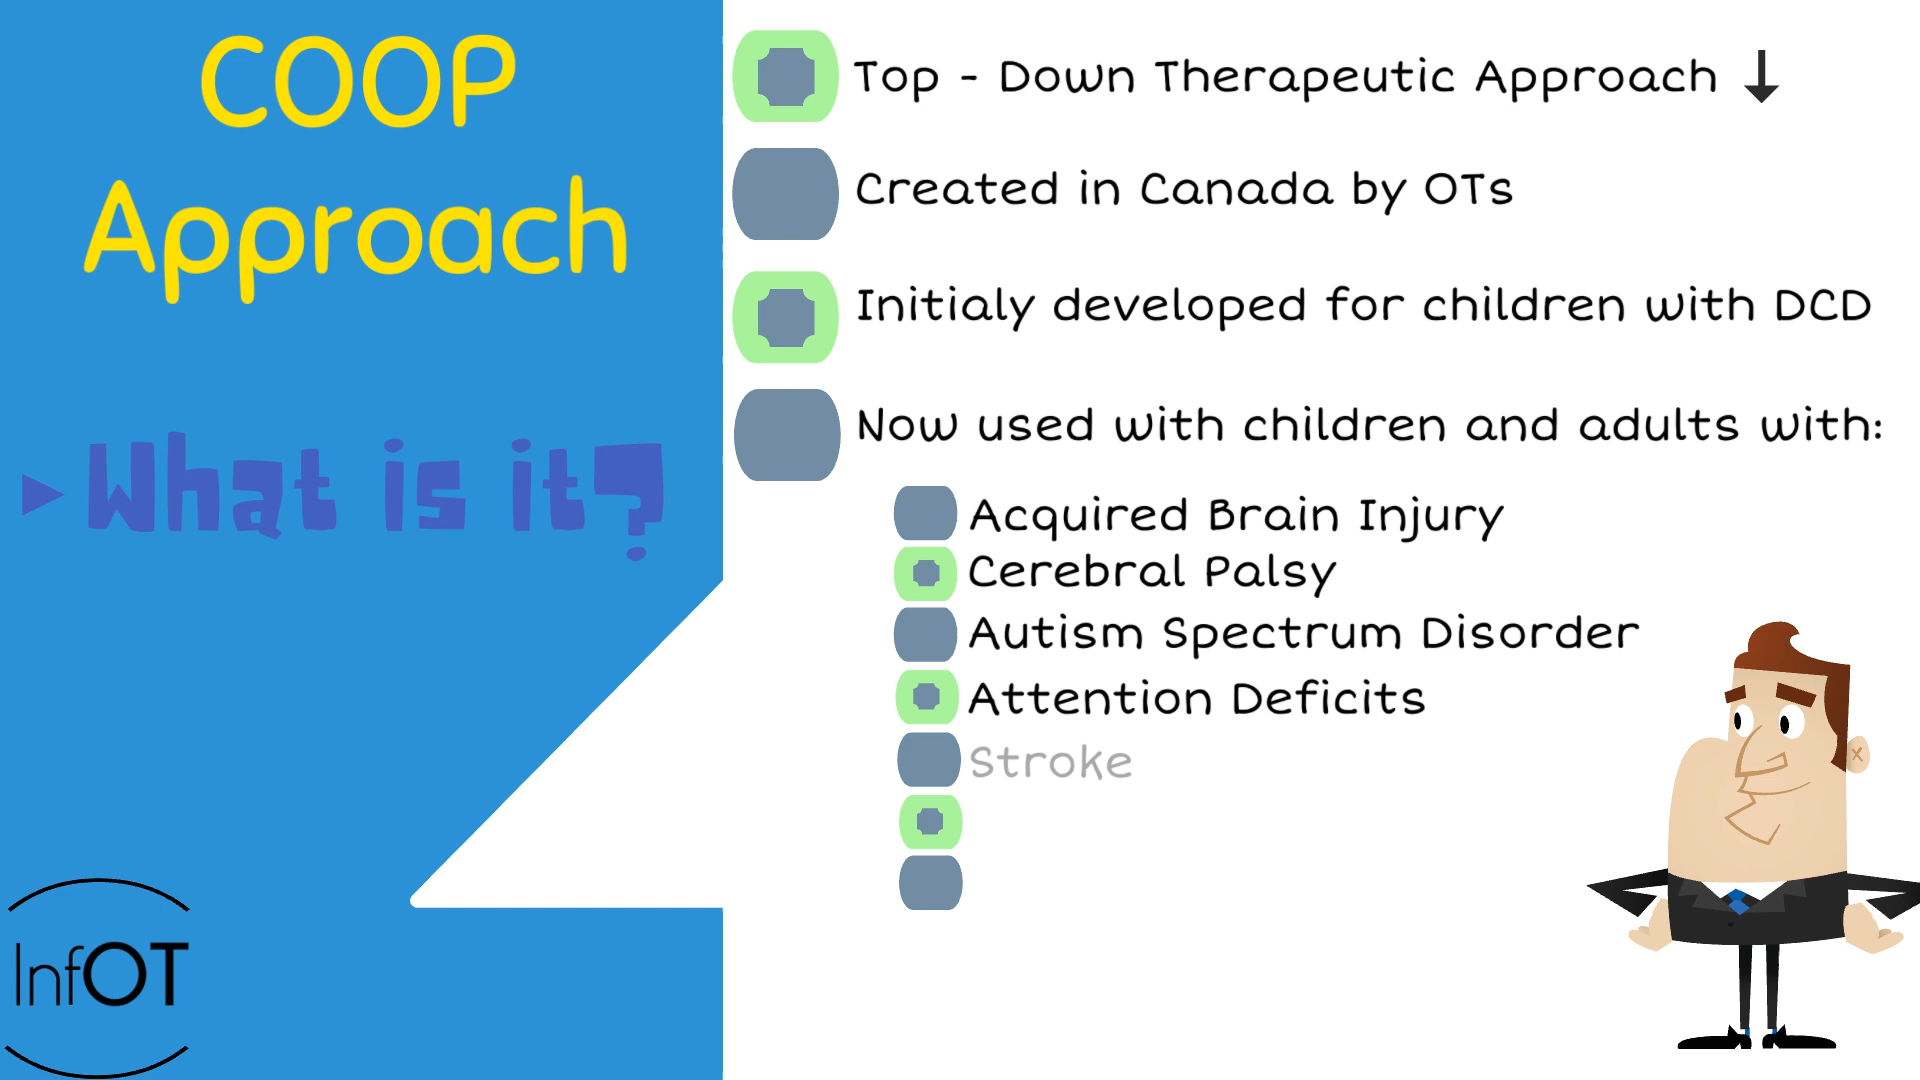 COOP
Approach
What is it?
InfOT
Top - Down Therapeutic Approach ↓
Created in Canada by OTs
Initialy developed for children with DCD
Now used with children and adults with:
Acquired Brain Injury
Cerebral Palsy
Autism Spectrum Disorder
Attention Deficits
Stroke